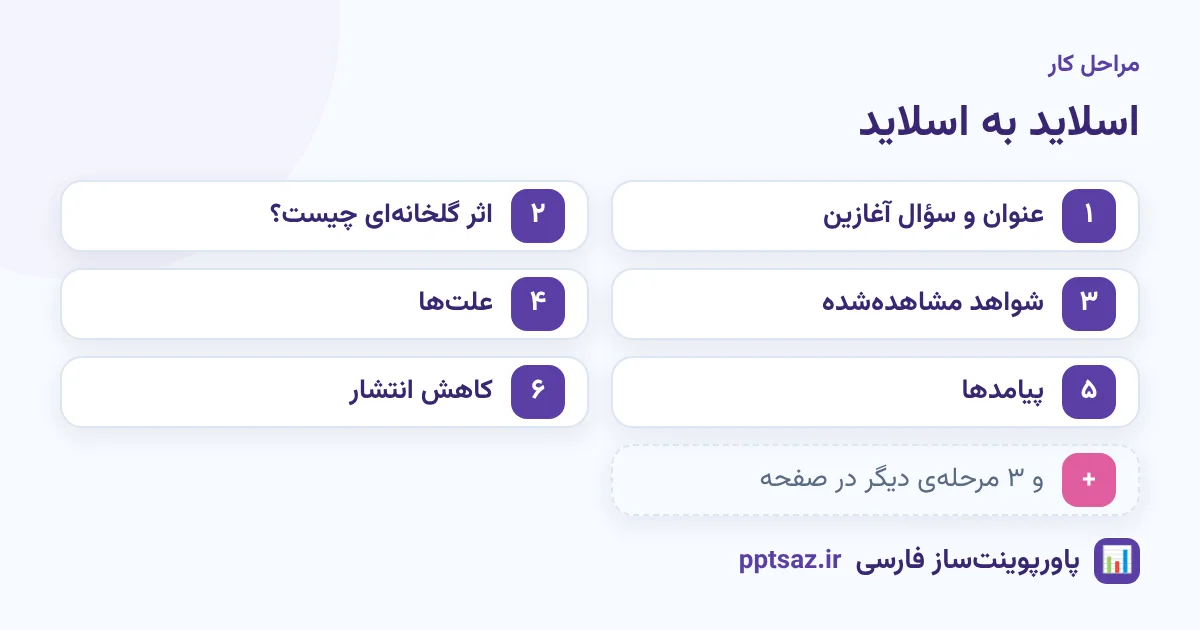 مراحل کار
اسلاید به اسلاید
۱ عنوان و سؤال آغازین
۲ اثر گلخانه‌ای چیست؟
۳ شواهد مشاهده‌شده
۴ علت‌ها
۵ پیامدها
۶ کاهش انتشار
+ و ۳ مرحله‌ی دیگر در صفحه
پاورپوینت‌ساز فارسی pptsaz.ir